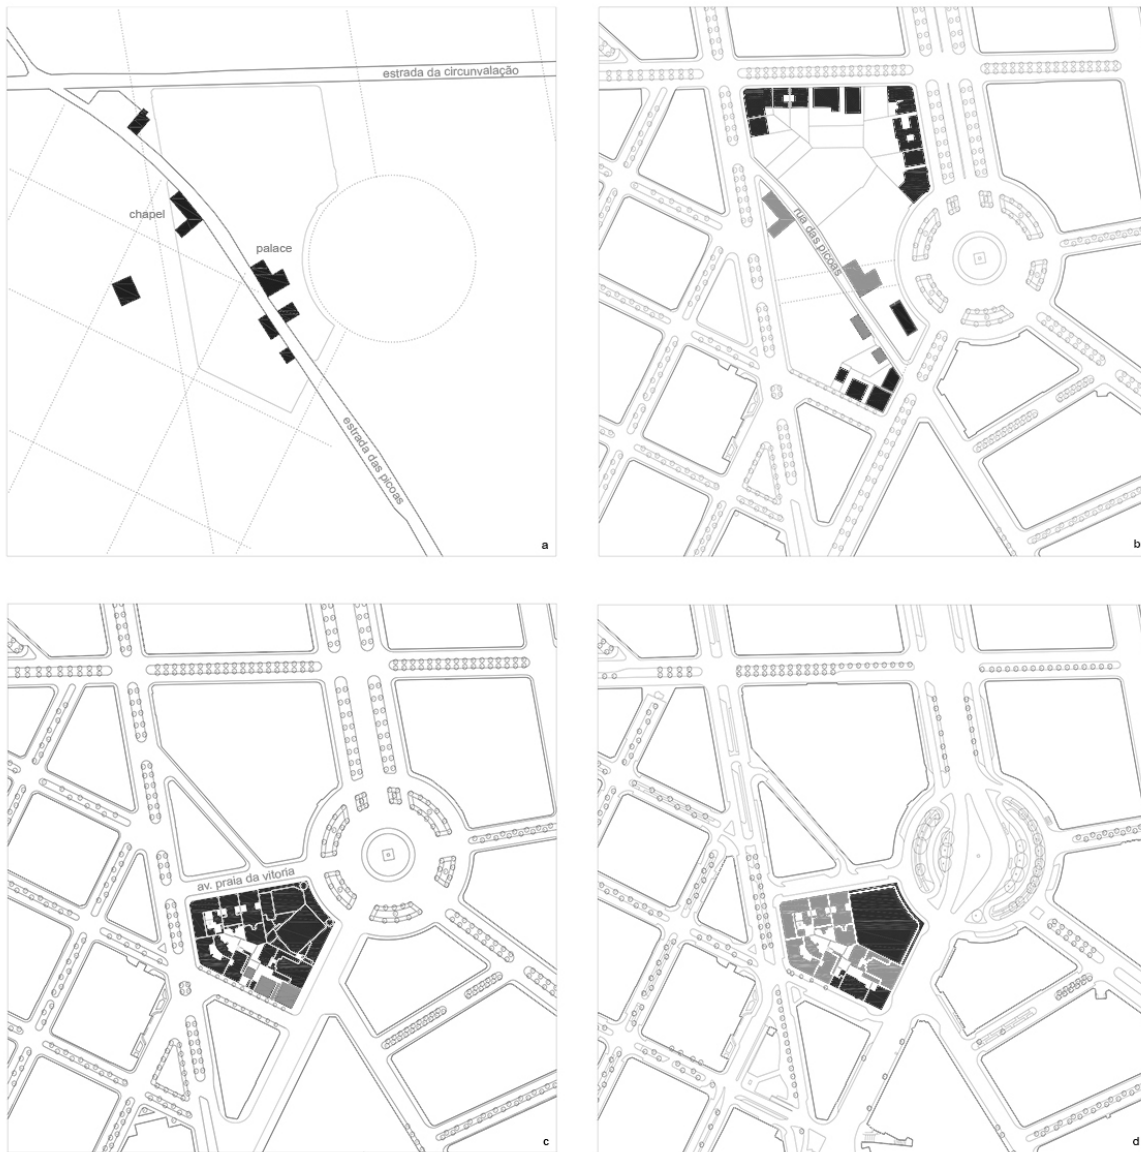 estrada da circunvalação
chapel
palace
estrada das picoas
a
rua das picoas
b
av. praia da vitoria
c
d